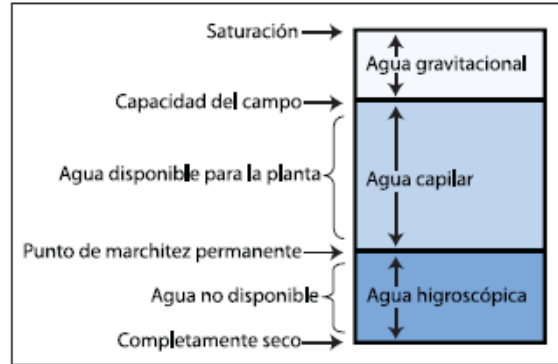 Saturación
Agua gravitacional
Capacidad del campo
Agua disponible para la planta
Agua capilar
Punto de marchitez permanente
Agua no disponible
Agua higroscópica
Completamente seco